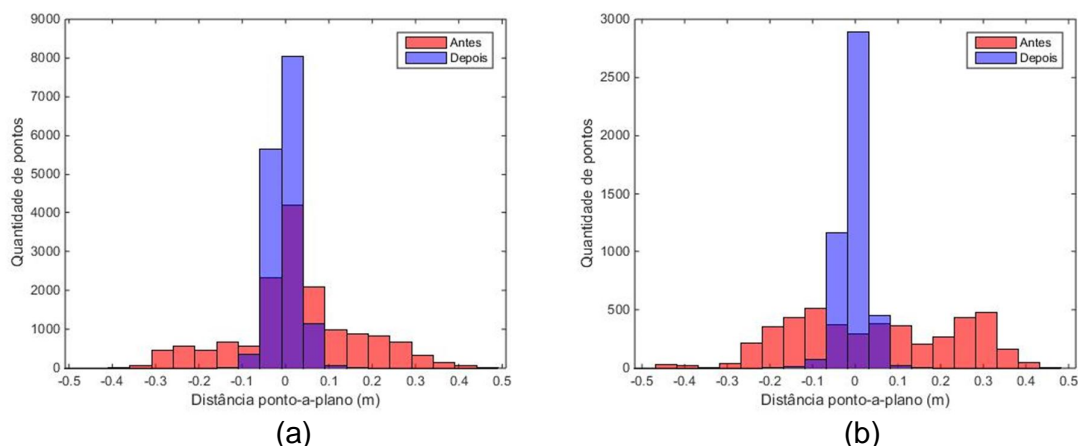 9000
8000
7000
6000
5000
4000
3000
2000
1000
0
Quantidade de pontos
-0.5 -0.4 -0.3 -0.2 -0.1 0 0.1 0.2 0.3 0.4 0.5
Distância ponto-a-plano (m)
Antes
Depois
(a)
3000
2500
2000
1500
1000
500
0
Quantidade de pontos
-0.5 -0.4 -0.3 -0.2 -0.1 0 0.1 0.2 0.3 0.4 0.5
Distância ponto-a-plano (m)
Antes
Depois
(b)